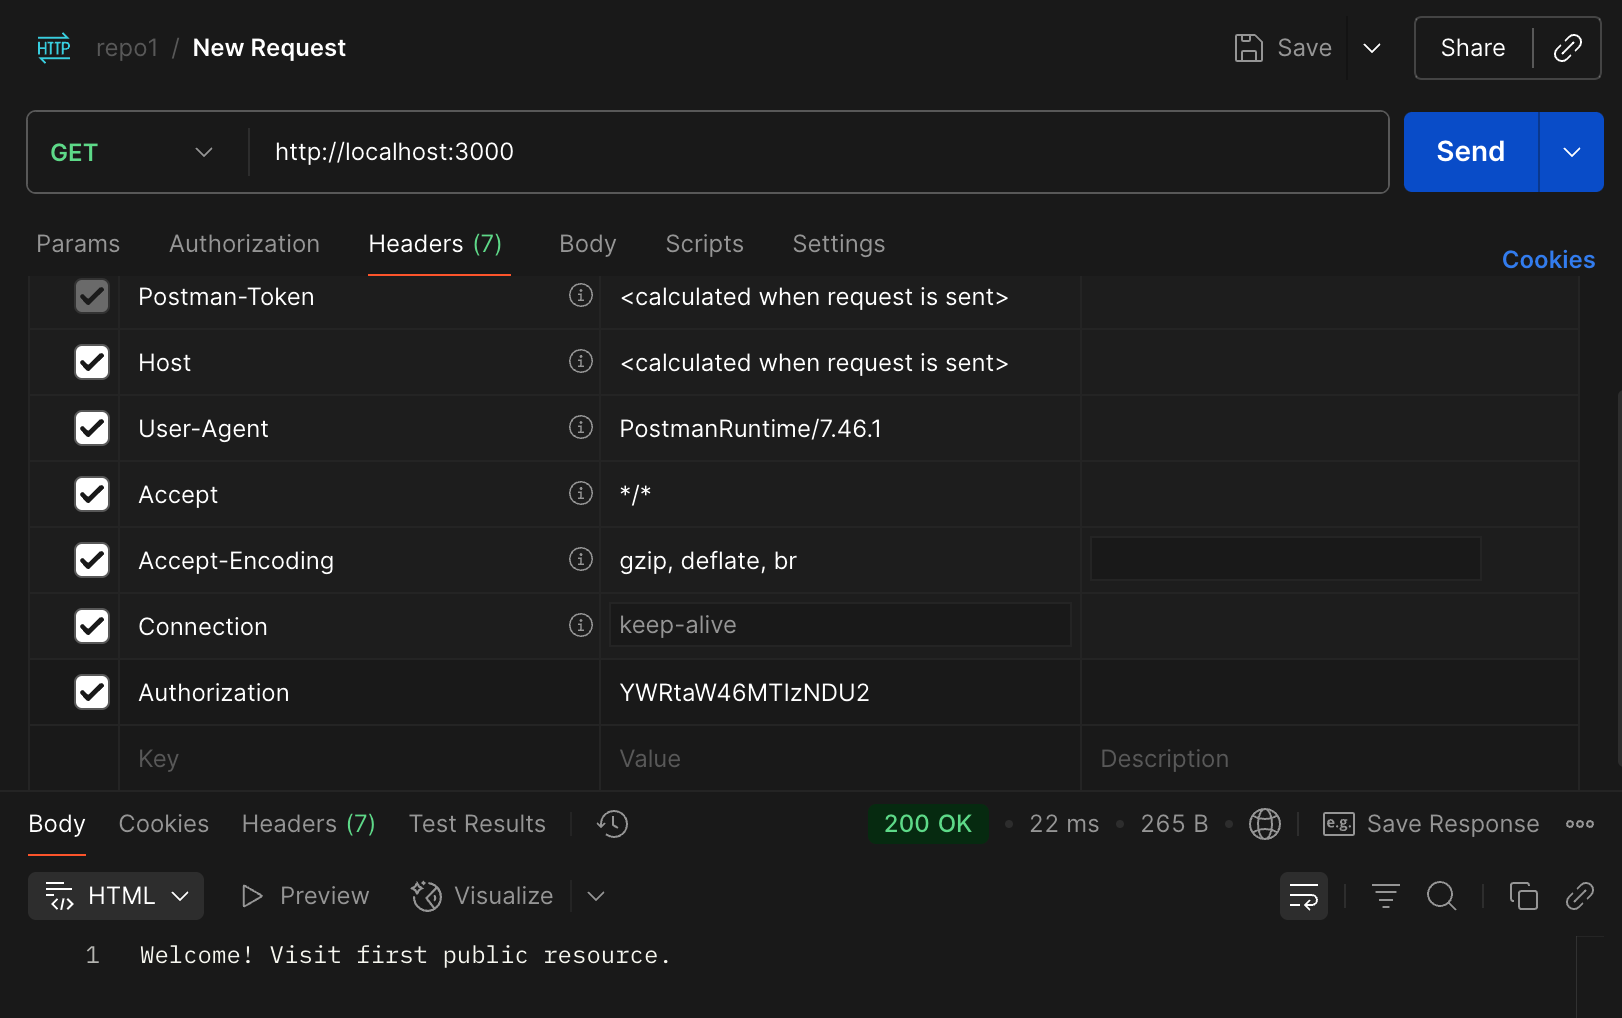 HTTP repo1 / New Request Save Share
GET http://localhost:3000 Send
Params Authorization Headers (7) Body Scripts Settings Cookies
Postman-Token <calculated when request is sent>
Host <calculated when request is sent>
User-Agent PostmanRuntime/7.46.1
Accept */*
Accept-Encoding gzip, deflate, br
Connection keep-alive
Authorization YWRtaW46MTIzNDU2
Key Value Description
Body Cookies Headers (7) Test Results 200 OK • 22 ms • 265 B • e.g. Save Response
HTML Preview Visualize
1 Welcome! Visit first public resource.